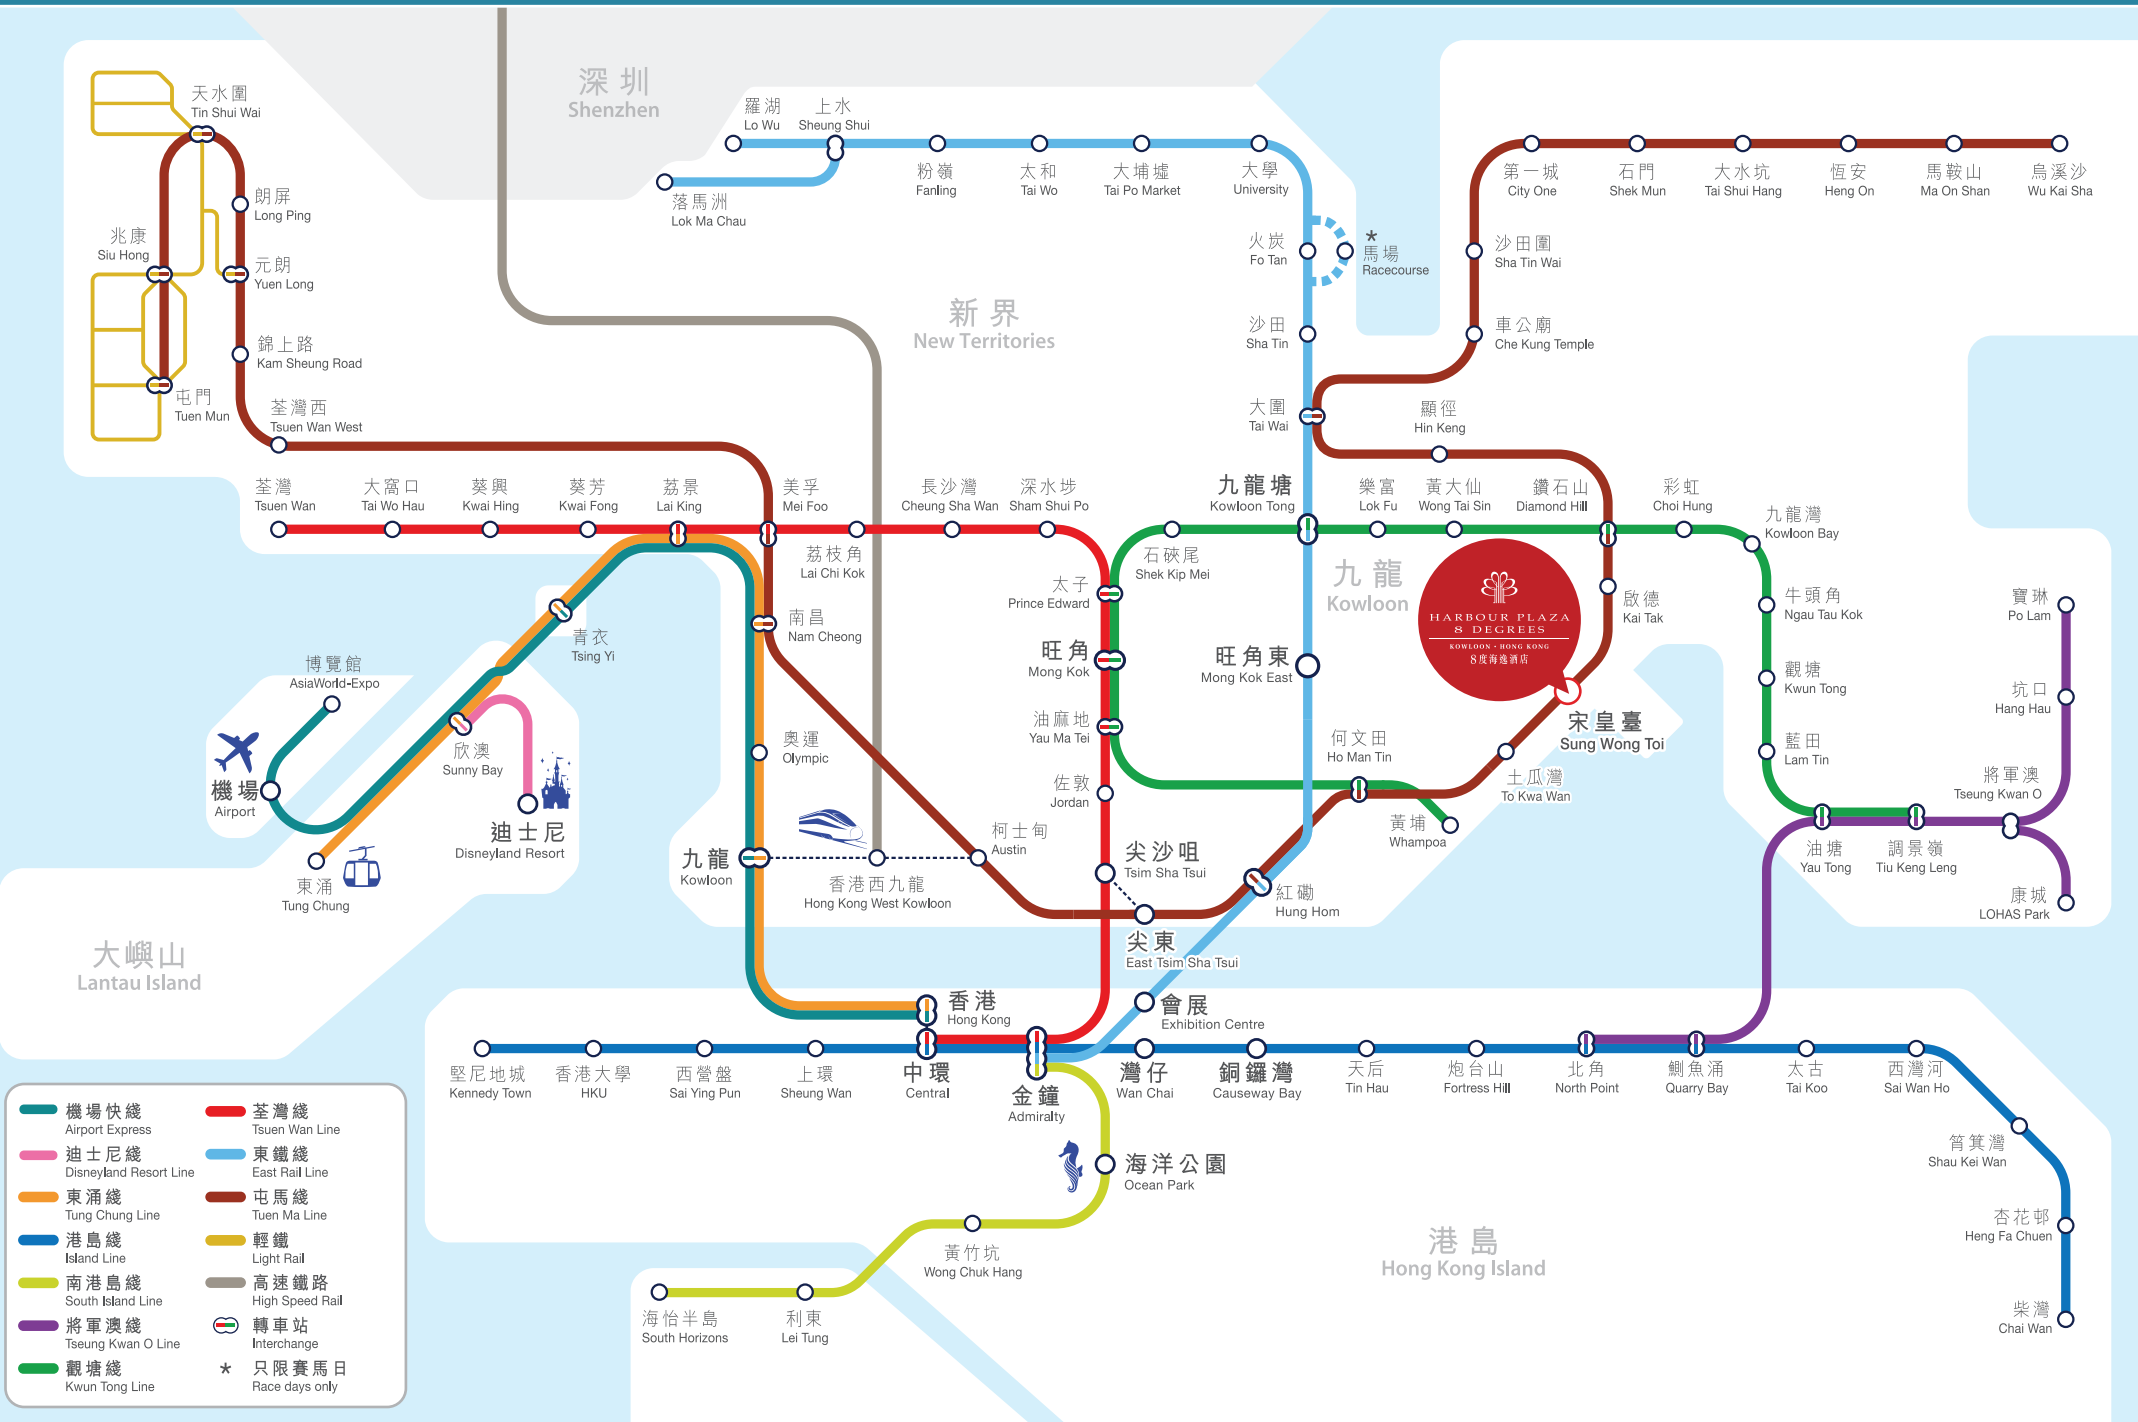 深圳
Shenzhen
天水圍
Tin Shui Wai
羅湖
Lo Wu
上水
Sheung Shui
粉嶺
Fanling
太和
Tai Wo
大埔墟
Tai Po Market
大學
University
第一城
City One
石門
Shek Mun
大水坑
Tai Shui Hang
恆安
Heng On
馬鞍山
Ma On Shan
烏溪沙
Wu Kai Sha
朗屏
Long Ping
落馬洲
Lok Ma Chau
兆康
Siu Hong
元朗
Yuen Long
火炭
Fo Tan
*
馬場
Racecourse
沙田圍
Sha Tin Wai
新界
New Territories
沙田
Sha Tin
車公廟
Che Kung Temple
錦上路
Kam Sheung Road
屯門
Tuen Mun
荃灣西
Tsuen Wan West
大圍
Tai Wai
顯徑
Hin Keng
荃灣
Tsuen Wan
大窩口
Tai Wo Hau
葵興
Kwai Hing
葵芳
Kwai Fong
荔景
Lai King
美孚
Mei Foo
長沙灣
Cheung Sha Wan
深水埗
Sham Shui Po
九龍塘
Kowloon Tong
樂富
Lok Fu
黃大仙
Wong Tai Sin
鑽石山
Diamond Hill
彩虹
Choi Hung
九龍灣
Kowloon Bay
荔枝角
Lai Chi Kok
石硤尾
Shek Kip Mei
九龍
Kowloon
太子
Prince Edward
HARBOUR PLAZA
8 DEGREES
KOWLOON • HONG KONG
8度海逸酒店
啟德
Kai Tak
牛頭角
Ngau Tau Kok
寶琳
Po Lam
南昌
Nam Cheong
青衣
Tsing Yi
旺角
Mong Kok
旺角東
Mong Kok East
博覽館
AsiaWorld-Expo
觀塘
Kwun Tong
坑口
Hang Hau
油麻地
Yau Ma Tei
宋皇臺
Sung Wong Toi
欣澳
Sunny Bay
奧運
Olympic
何文田
Ho Man Tin
藍田
Lam Tin
機場
Airport
佐敦
Jordan
土瓜灣
To Kwa Wan
將軍澳
Tseung Kwan O
迪士尼
Disneyland Resort
黃埔
Whampoa
九龍
Kowloon
柯士甸
Austin
尖沙咀
Tsim Sha Tsui
油塘
Yau Tong
調景嶺
Tiu Keng Leng
東涌
Tung Chung
香港西九龍
Hong Kong West Kowloon
紅磡
Hung Hom
康城
LOHAS Park
大嶼山
Lantau Island
尖東
East Tsim Sha Tsui
香港
Hong Kong
會展
Exhibition Centre
堅尼地城
Kennedy Town
香港大學
HKU
西營盤
Sai Ying Pun
上環
Sheung Wan
中環
Central
金鐘
Admiralty
灣仔
Wan Chai
銅鑼灣
Causeway Bay
天后
Tin Hau
炮台山
Fortress Hill
北角
North Point
鰂魚涌
Quarry Bay
太古
Tai Koo
西灣河
Sai Wan Ho
筲箕灣
Shau Kei Wan
海洋公園
Ocean Park
杏花邨
Heng Fa Chuen
黃竹坑
Wong Chuk Hang
港島
Hong Kong Island
海怡半島
South Horizons
利東
Lei Tung
柴灣
Chai Wan
機場快綫
Airport Express
迪士尼綫
Disneyland Resort Line
東涌綫
Tung Chung Line
港島綫
Island Line
南港島綫
South Island Line
將軍澳綫
Tseung Kwan O Line
觀塘綫
Kwun Tong Line
荃灣綫
Tsuen Wan Line
東鐵綫
East Rail Line
屯馬綫
Tuen Ma Line
輕鐵
Light Rail
高速鐵路
High Speed Rail
轉車站
Interchange
* 只限賽馬日
Race days only